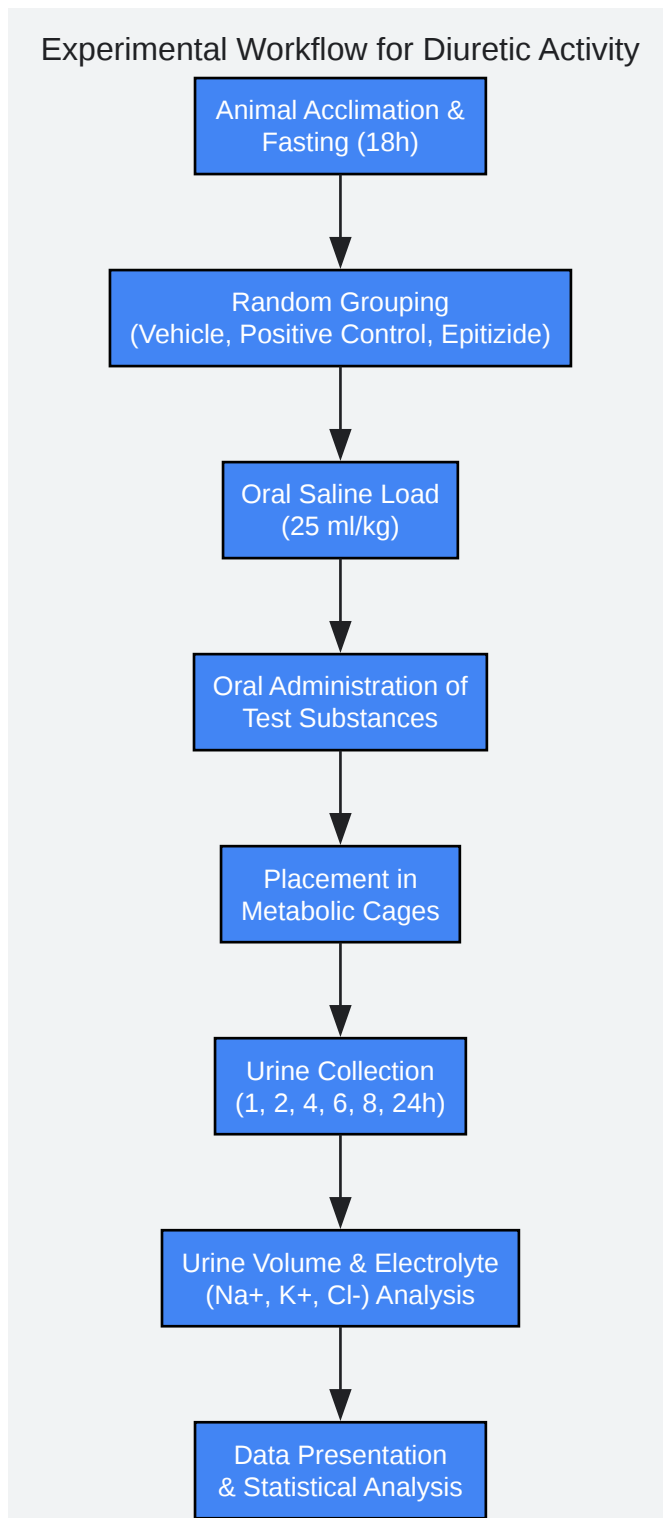 Experimental Workflow for Diuretic Activity
Animal Acclimation &
Fasting (18h)
Random Grouping
(Vehicle, Positive Control, Epitizide)
Oral Saline Load
(25 ml/kg)
Oral Administration of
Test Substances
Placement in
Metabolic Cages
Urine Collection
(1, 2, 4, 6, 8, 24h)
Urine Volume & Electrolyte
(Na+, K+, Cl-) Analysis
Data Presentation
& Statistical Analysis